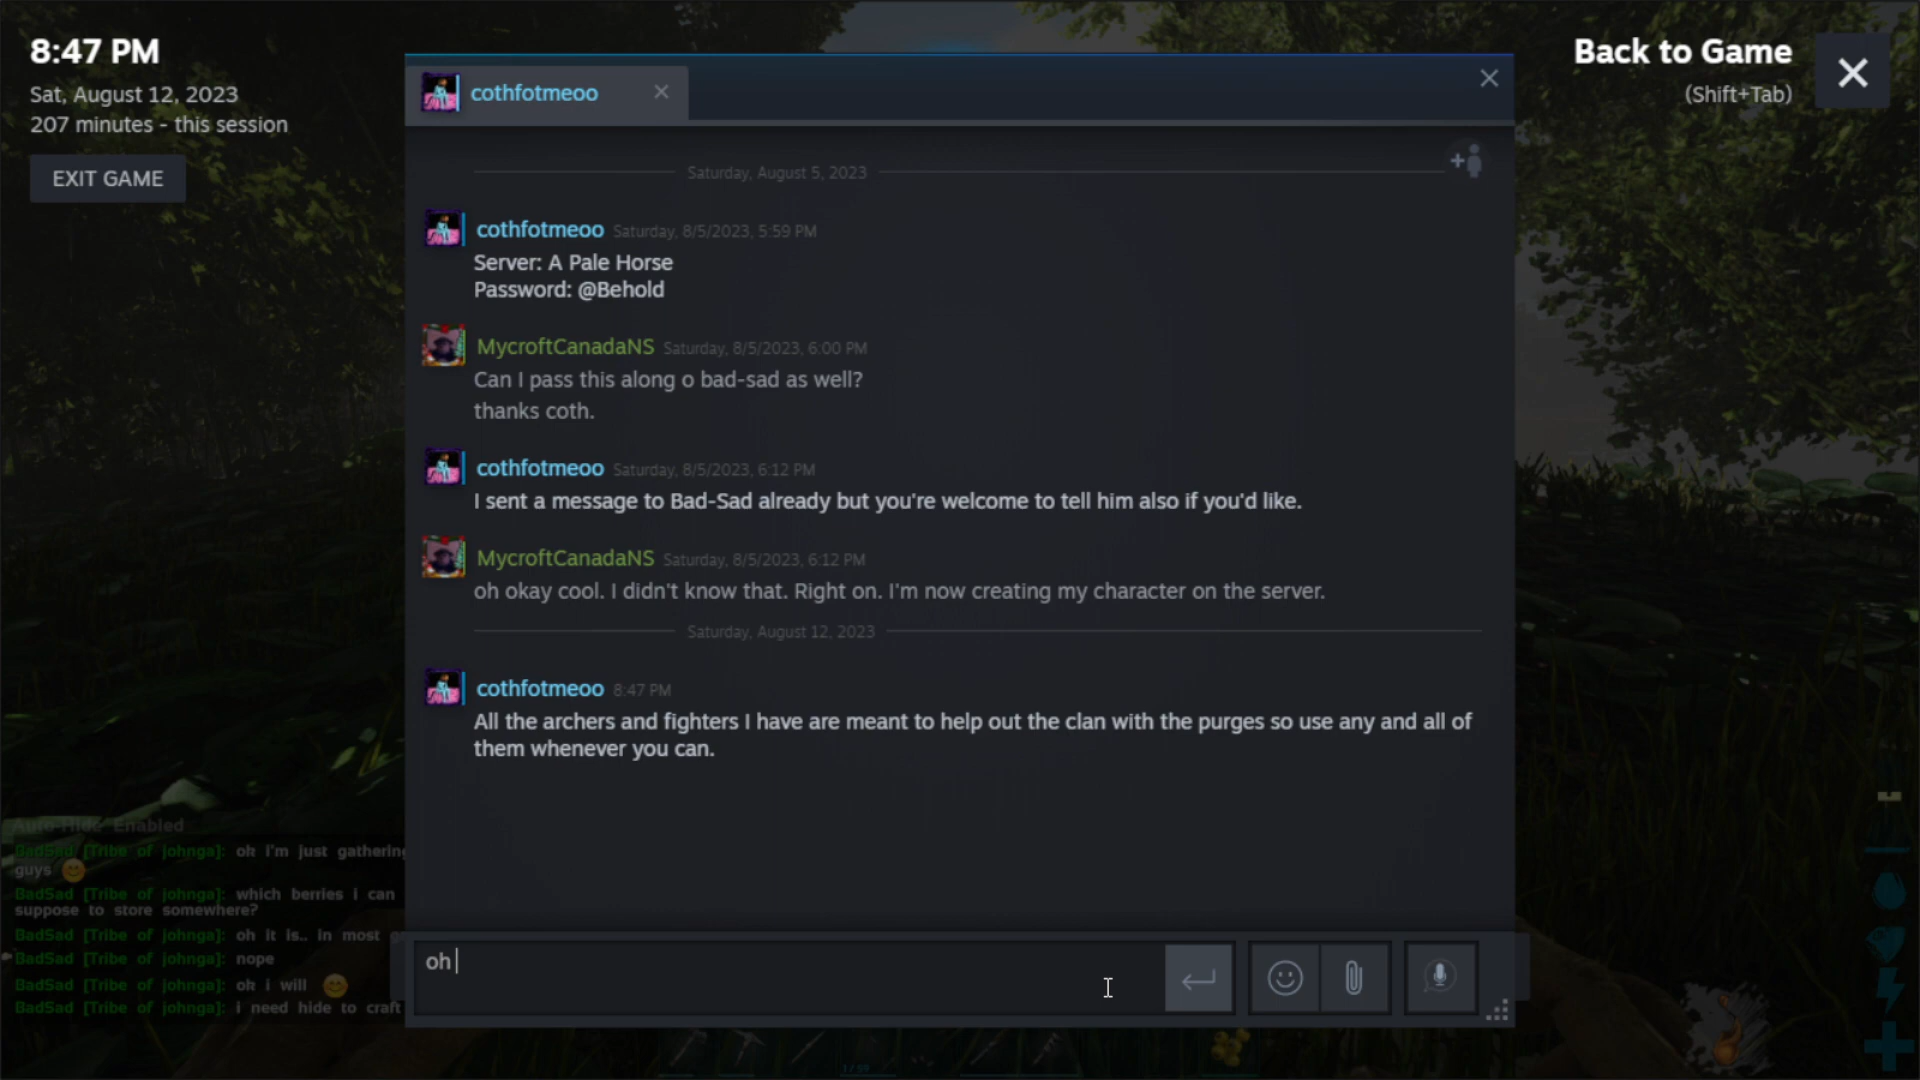 8:47 PM
Sat, August 12, 2023
207 minutes - this session
EXIT GAME
Back to Game
(Shift+Tab)
cothfotmeoo
Saturday, August 5, 2023
cothfotmeoo Saturday, 8/5/2023, 5:59 PM
Server: A Pale Horse
Password: @Behold
MycroftCanadaNS Saturday, 8/5/2023, 6:00 PM
Can I pass this along o bad-sad as well?
thanks coth.
cothfotmeoo Saturday, 8/5/2023, 6:12 PM
I sent a message to Bad-Sad already but you're welcome to tell him also if you'd like.
MycroftCanadaNS Saturday, 8/5/2023, 6:12 PM
oh okay cool. I didn't know that. Right on. I'm now creating my character on the server.
Saturday, August 12, 2023
cothfotmeoo 8:47 PM
All the archers and fighters I have are meant to help out the clan with the purges so use any and all of
them whenever you can.
Auto-Hide Enabled
BadSad [Tribe of johnga]: ok i'm just gathering
guys
BadSad [Tribe of johnga]: which berries i can
suppose to store somewhere?
BadSad [Tribe of johnga]: oh it is.. in most
BadSad [Tribe of johnga]: nope
BadSad [Tribe of johnga]: ok i will
BadSad [Tribe of johnga]: i need hide to craft
oh